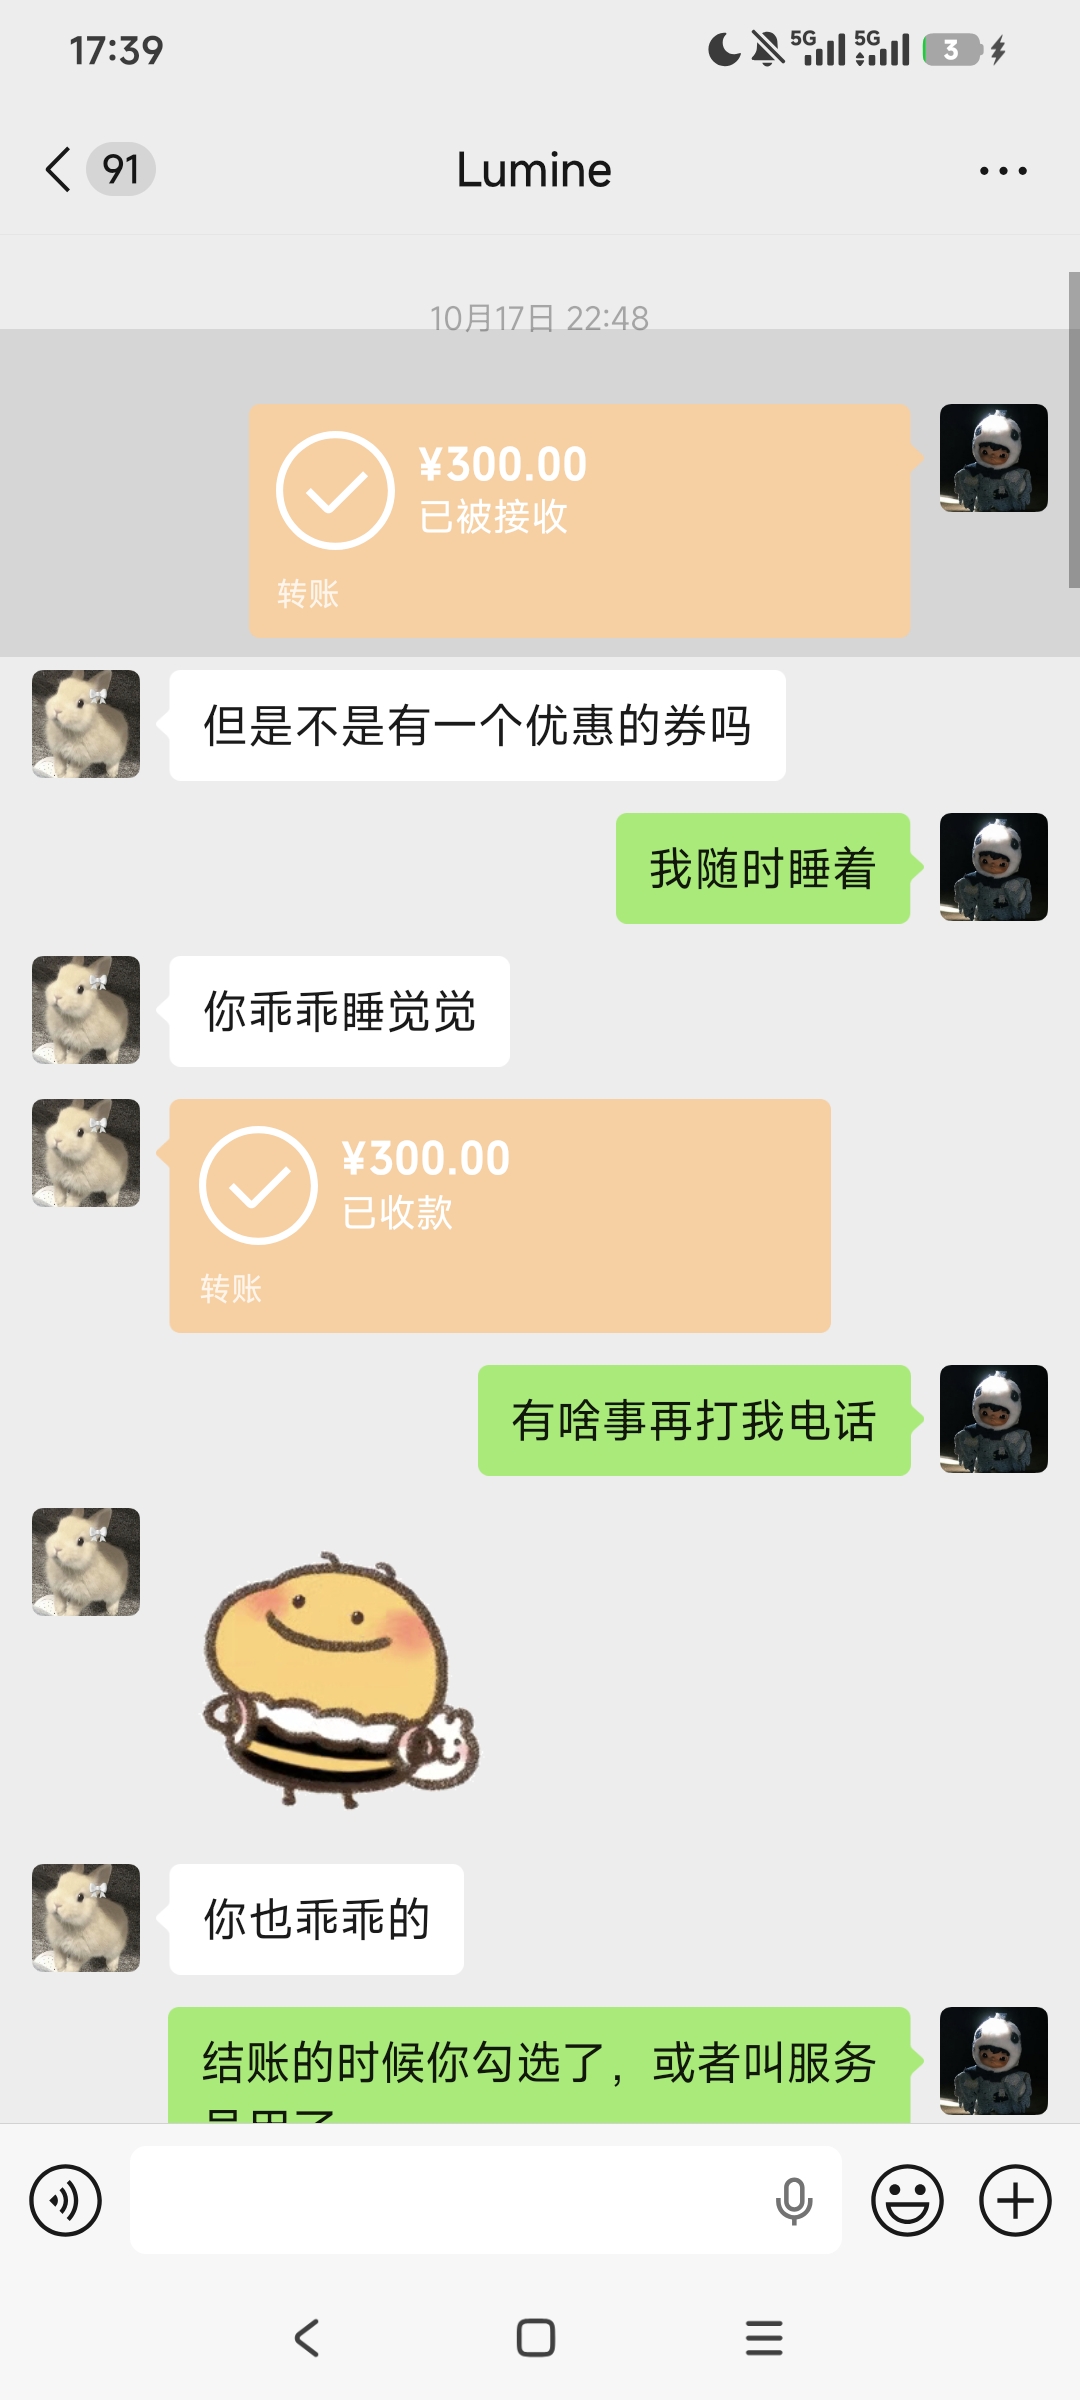 17:39
5G 5G 3
91
Lumine
10月17日 22:48
¥300.00
已被接收
转账
但是不是有一个优惠的券吗
我随时睡着
你乖乖睡觉觉
¥300.00
已收款
转账
有啥事再打我电话
你也乖乖的
结账的时候你勾选了，或者叫服务